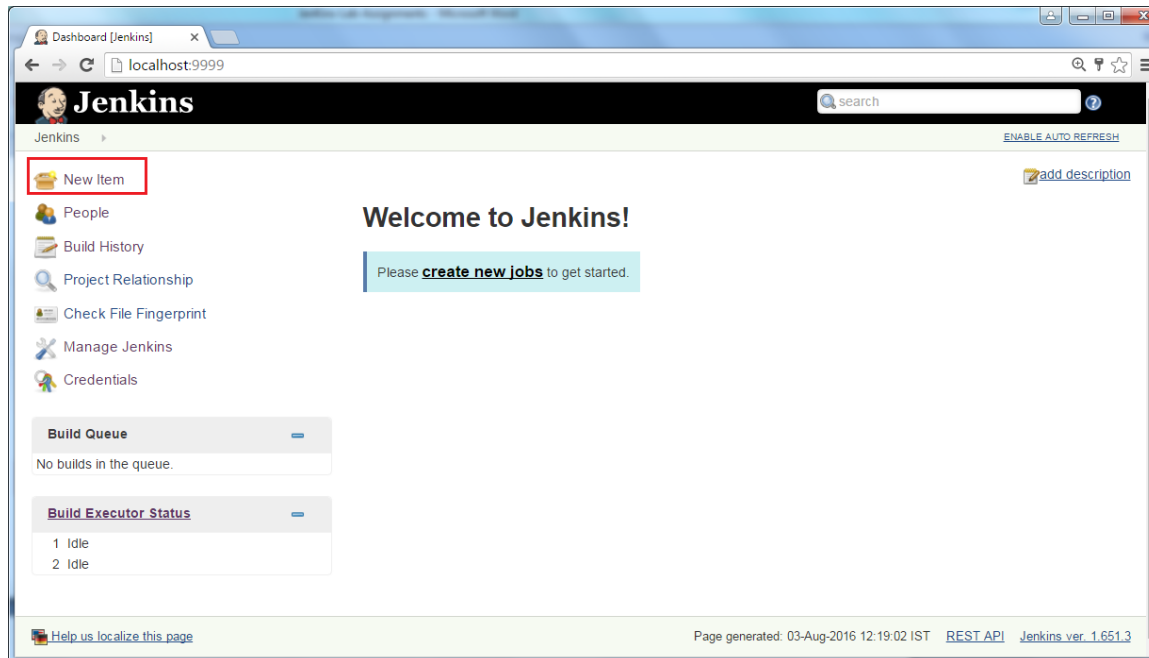 Dashboard [Jenkins]
localhost:9999
Jenkins
search
Jenkins
ENABLE AUTO REFRESH
New Item
People
Build History
Project Relationship
Check File Fingerprint
Manage Jenkins
Credentials
add description
Welcome to Jenkins!
Please create new jobs to get started.
Build Queue
No builds in the queue.
Build Executor Status
1 Idle
2 Idle
Help us localize this page
Page generated: 03-Aug-2016 12:19:02 IST REST API Jenkins ver. 1.651.3